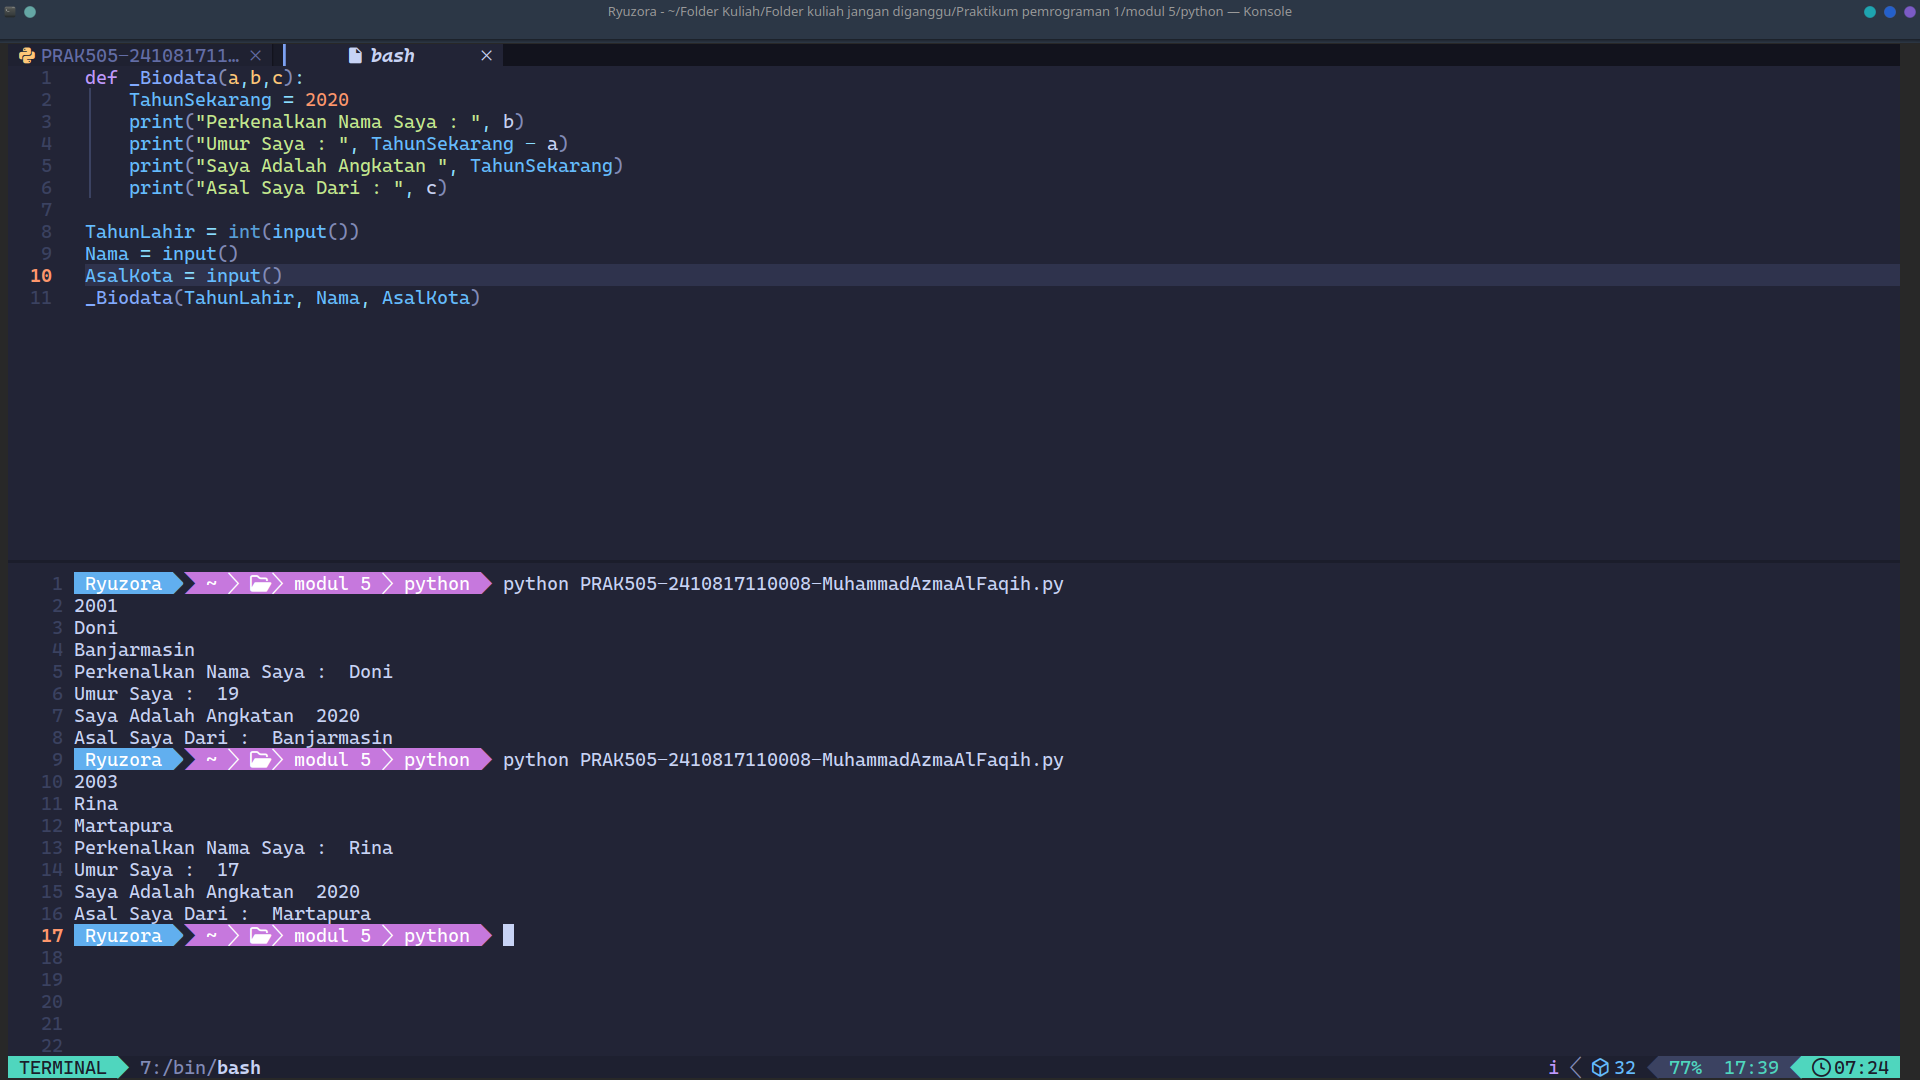 Ryuzora - ~/Folder Kuliah/Folder kuliah jangan diganggu/Praktikum pemrograman 1/modul 5/python — Konsole
PRAK505-241081711… × bash ×
1 def _Biodata(a,b,c):
2 TahunSekarang = 2020
3 print("Perkenalkan Nama Saya : ", b)
4 print("Umur Saya : ", TahunSekarang - a)
5 print("Saya Adalah Angkatan ", TahunSekarang)
6 print("Asal Saya Dari : ", c)
7
8 TahunLahir = int(input())
9 Nama = input()
10 AsalKota = input()
11 _Biodata(TahunLahir, Nama, AsalKota)
1 Ryuzora ~ modul 5 python python PRAK505-2410817110008-MuhammadAzmaAlFaqih.py
2 2001
3 Doni
4 Banjarmasin
5 Perkenalkan Nama Saya :  Doni
6 Umur Saya :  19
7 Saya Adalah Angkatan  2020
8 Asal Saya Dari :  Banjarmasin
9 Ryuzora ~ modul 5 python python PRAK505-2410817110008-MuhammadAzmaAlFaqih.py
10 2003
11 Rina
12 Martapura
13 Perkenalkan Nama Saya :  Rina
14 Umur Saya :  17
15 Saya Adalah Angkatan  2020
16 Asal Saya Dari :  Martapura
17 Ryuzora ~ modul 5 python
18
19
20
21
22
TERMINAL 7:/bin/bash i 32 77% 17:39 07:24